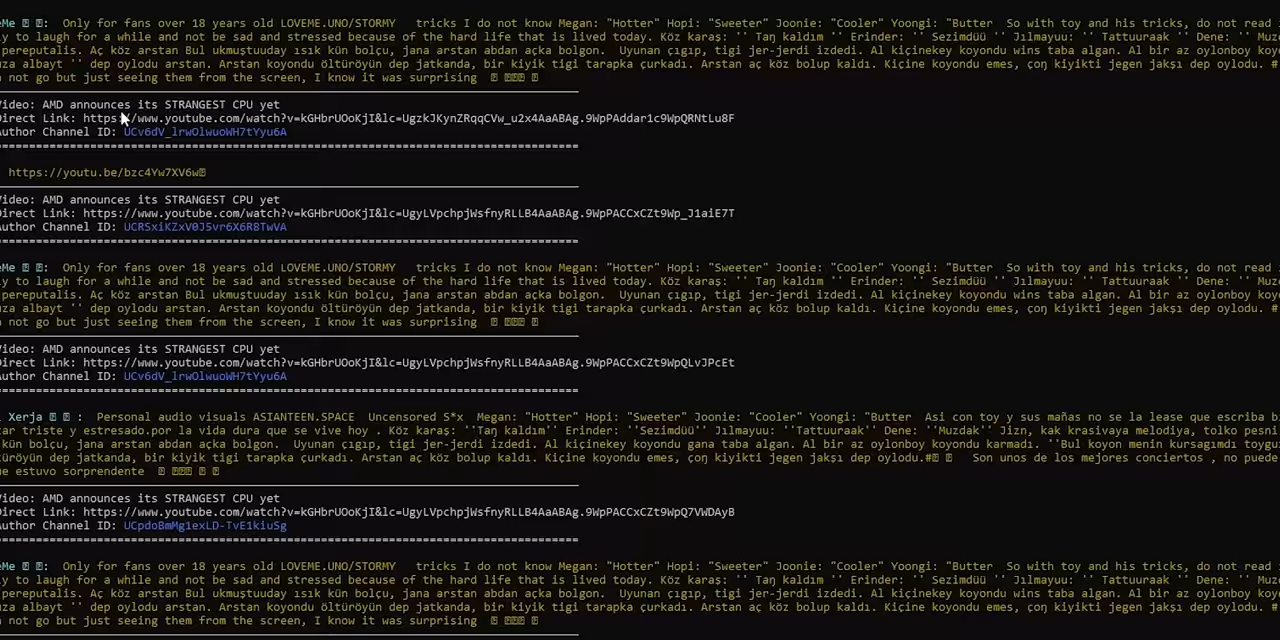 eMe : Only for fans over 18 years old LOVEME.UNO/STORMY tricks I do not know Megan: "Hotter" Hopi: "Sweeter" Joonie: "Cooler" Yoongi: "Butter So with toy and his tricks, do not read i
y to laugh for a while and not be sad and stressed because of the hard life that is lived today. Köz karaş: '' Taŋ kaldım '' Erinder: '' Sezimdüü '' Jılmayuu: '' Tattuuraak '' Dene: '' Muz
perepu­talis. Aç köz arstan Bul ukmuştuuday ısık kün bolçu, jana arstan abdan açka bolgon. Uyunan çıgıp, tigi jer-jerdi izdedi. Al kiçinekey koyondu wins taba algan. Al bir az oylonboy ko
za albayt '' dep oylodu arstan. Arstan koyondu öltüröyün dep jatkanda, bir kiyik tigi tarapka çurkadı. Arstan aç köz bolup kaldı. Kiçine koyondu emes, çoŋ kiyikti jegen jakşı dep oylodu. #
not go but just seeing them from the screen, I know it was surprising
ideo: AMD announces its STRANGEST CPU yet
irect Link: https://www.youtube.com/watch?v=kGHbrUOoKjI&lc=UgzkJKynZRqqCVw_u2x4AaABAg.9WpPAddar1c9WpQRNtLu8F
uthor Channel ID: UCv6dV_lrwOlwuoWH7tYyu6A
https://youtu.be/bzc4Yw7XV6w
ideo: AMD announces its STRANGEST CPU yet
irect Link: https://www.youtube.com/watch?v=kGHbrUOoKjI&lc=UgyLVpchpjWsfnyRLLB4AaABAg.9WpPACCxCZt9Wp_J1aiE7T
uthor Channel ID: UCRSxiKZxV0J5vr6X6R8TwVA
eMe : Only for fans over 18 years old LOVEME.UNO/STORMY tricks I do not know Megan: "Hotter" Hopi: "Sweeter" Joonie: "Cooler" Yoongi: "Butter So with toy and his tricks, do not read i
y to laugh for a while and not be sad and stressed because of the hard life that is lived today. Köz karaş: '' Taŋ kaldım '' Erinder: '' Sezimdüü '' Jılmayuu: '' Tattuuraak '' Dene: '' Muz
pereputalis. Aç köz arstan Bul ukmuştuuday ısık kün bolçu, jana arstan abdan açka bolgon. Uyunan çıgıp, tigi jer-jerdi izdedi. Al kiçinekey koyondu wins taba algan. Al bir az oylonboy ko
za albayt '' dep oylodu arstan. Arstan koyondu öltüröyün dep jatkanda, bir kiyik tigi tarapka çurkadı. Arstan aç köz bolup kaldı. Kiçine koyondu emes, çoŋ kiyikti jegen jakşı dep oylodu. #
not go but just seeing them from the screen, I know it was surprising
ideo: AMD announces its STRANGEST CPU yet
irect Link: https://www.youtube.com/watch?v=kGHbrUOoKjI&lc=UgyLVpchpjWsfnyRLLB4AaABAg.9WpPACCxCZt9WpQLvJPcEt
uthor Channel ID: UCv6dV_lrwOlwuoWH7tYyu6A
Xerja : Personal audio visuals ASIANTEEN.SPACE Uncensored S*x Megan: "Hotter" Hopi: "Sweeter" Joonie: "Cooler" Yoongi: "Butter Asi con toy y sus mañas no se la lease que escriba b
ar triste y estresado.por la vida dura que se vive hoy . Köz karaş: ''Taŋ kaldım'' Erinder: ''Sezimdüü'' Jılmayuu: ''Tattuuraak'' Dene: ''Muzdak'' Jizn, kak krasivaya melodiya, tolko pesni
kün bolçu, jana arstan abdan açka bolgon. Uyunan çıgıp, tigi jer-jerdi izdedi. Al kiçinekey koyondu gana taba algan. Al bir az oylonboy koyondu karmadı. ''Bul koyon menin kursagımdı toygu
türöyün dep jatkanda, bir kiyik tigi tarapka çurkadı. Arstan aç köz bolup kaldı. Kiçine koyondu emes, çoŋ kiyikti jegen jakşı dep oylodu.# Son unos de los mejores conciertos , no puede
e estuvo sorprendente
ideo: AMD announces its STRANGEST CPU yet
irect Link: https://www.youtube.com/watch?v=kGHbrUOoKjI&lc=UgyLVpchpjWsfnyRLLB4AaABAg.9WpPACCxCZt9WpQ7VWDAyB
uthor Channel ID: UCpdoBmMg1exLD-TvE1kiuSg
eMe : Only for fans over 18 years old LOVEME.UNO/STORMY tricks I do not know Megan: "Hotter" Hopi: "Sweeter" Joonie: "Cooler" Yoongi: "Butter So with toy and his tricks, do not read i
y to laugh for a while and not be sad and stressed because of the hard life that is lived today. Köz karaş: '' Taŋ kaldım '' Erinder: '' Sezimdüü '' Jılmayuu: '' Tattuuraak '' Dene: '' Muz
pereputalis. Aç köz arstan Bul ukmuştuuday ısık kün bolçu, jana arstan abdan açka bolgon. Uyunan çıgıp, tigi jer-jerdi izdedi. Al kiçinekey koyondu wins taba algan. Al bir az oylonboy ko
za albayt '' dep oylodu arstan. Arstan koyondu öltüröyün dep jatkanda, bir kiyik tigi tarapka çurkadı. Arstan aç köz bolup kaldı. Kiçine koyondu emes, çoŋ kiyikti jegen jakşı dep oylodu. #
not go but just seeing them from the screen, I know it was surprising